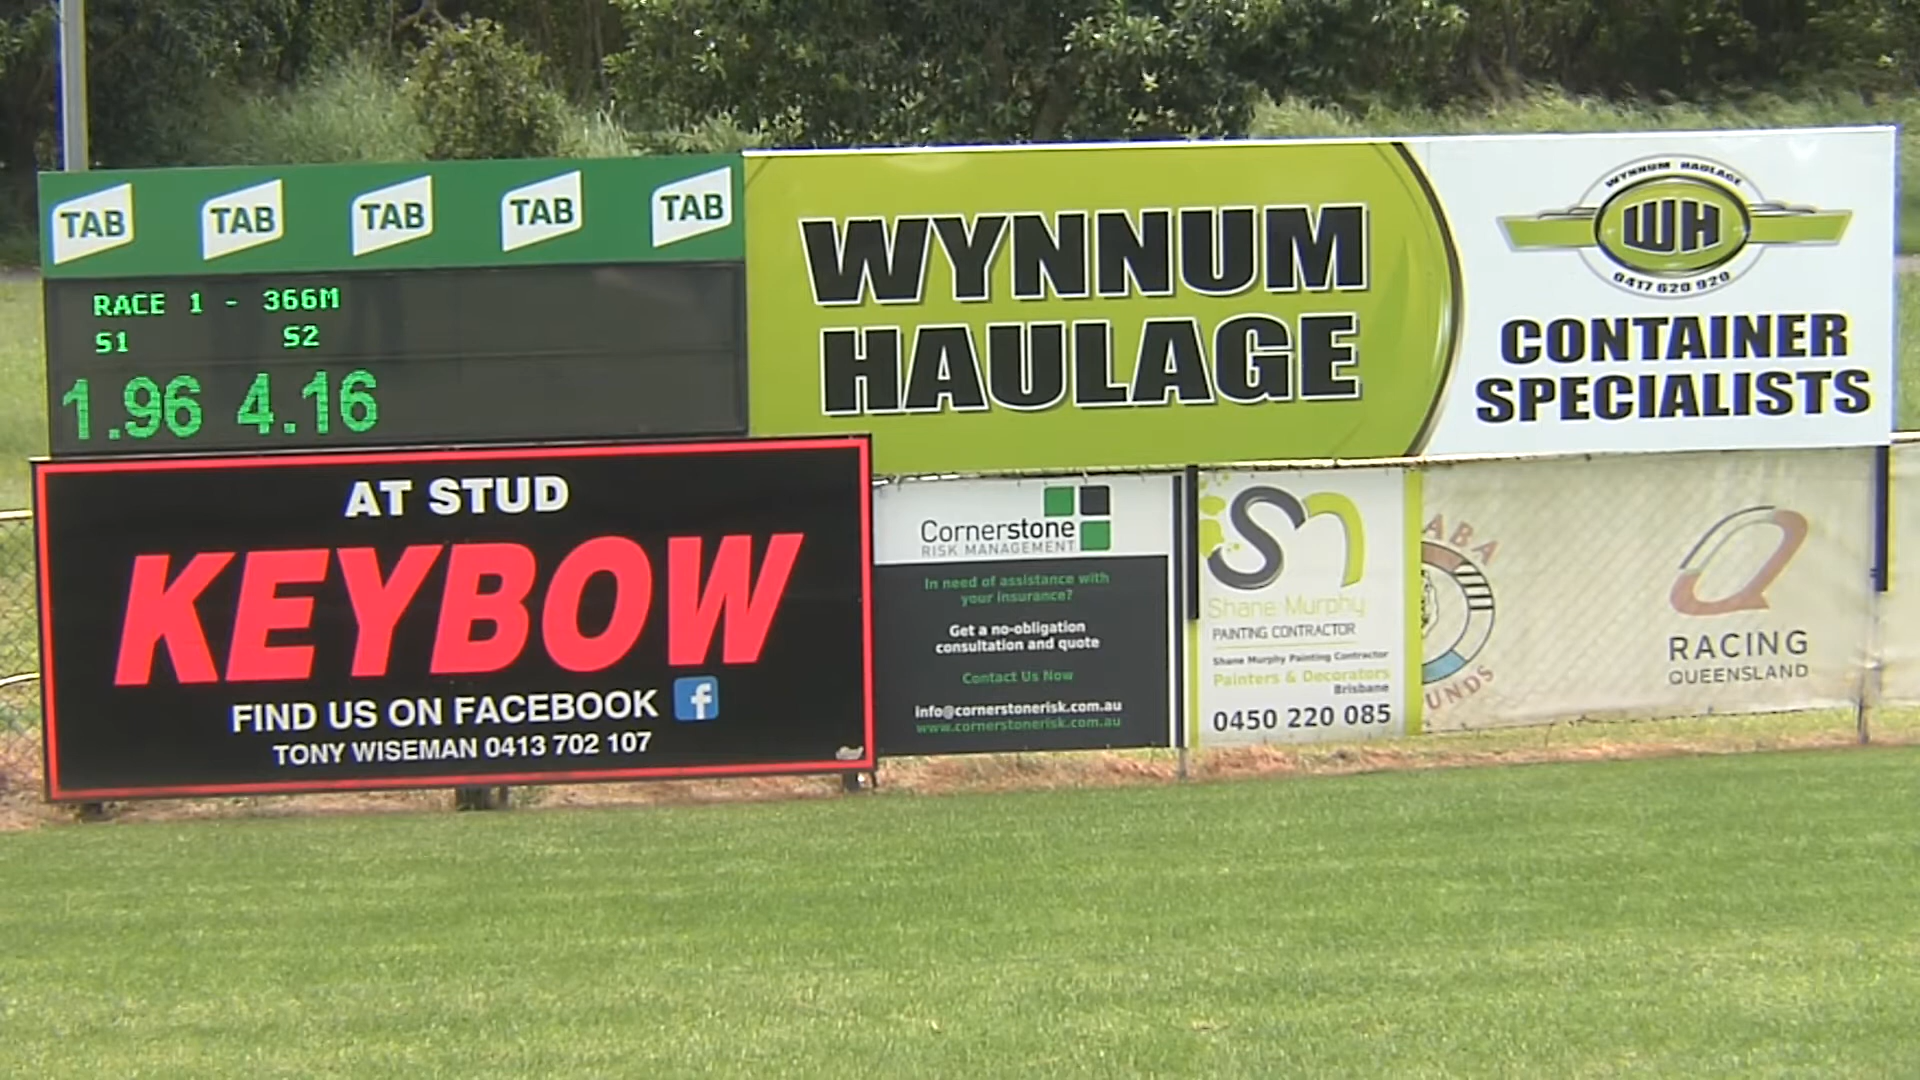 TAB TAB TAB TAB TAB
RACE 1 - 366M
S1 S2
1.96 4.16
WYNNUM
HAULAGE
WYNNUM HAULAGE
WH
0417 620 920
CONTAINER
SPECIALISTS
AT STUD
KEYBOW
FIND US ON FACEBOOK f
TONY WISEMAN 0413 702 107
Cornerstone
RISK MANAGEMENT
In need of assistance with
your insurance?
Get a no-obligation
consultation and quote
Contact Us Now
info@cornerstonerisk.com.au
www.cornerstonerisk.com.au
Shane Murphy
PAINTING CONTRACTOR
Shane Murphy Painting Contractor
Painters & Decorators
Brisbane
0450 220 085
ABA
UNDS
RACING
QUEENSLAND